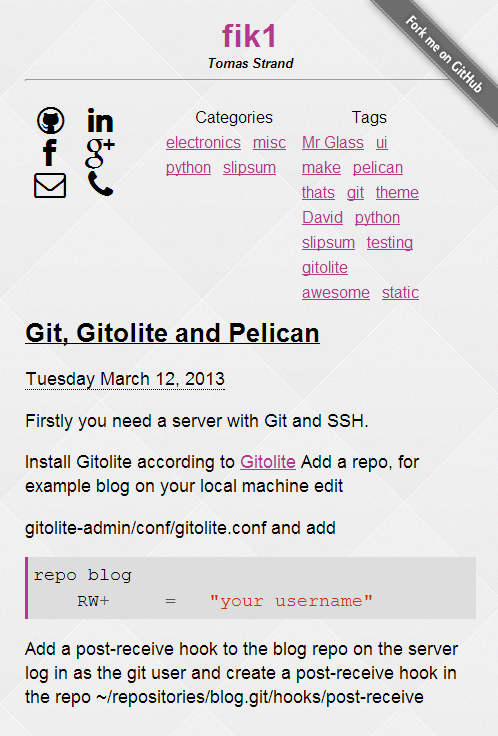 Fork me on GitHub
fik1
Tomas Strand
Categories
electronics misc
python slipsum
Tags
Mr Glass ui
make pelican
thats git theme
David python
slipsum testing
gitolite
awesome static
Git, Gitolite and Pelican
Tuesday March 12, 2013
Firstly you need a server with Git and SSH.
Install Gitolite according to Gitolite Add a repo, for
example blog on your local machine edit
gitolite-admin/conf/gitolite.conf and add
repo blog
    RW+     =   "your username"
Add a post-receive hook to the blog repo on the server
log in as the git user and create a post-receive hook in
the repo ~/repositories/blog.git/hooks/post-receive